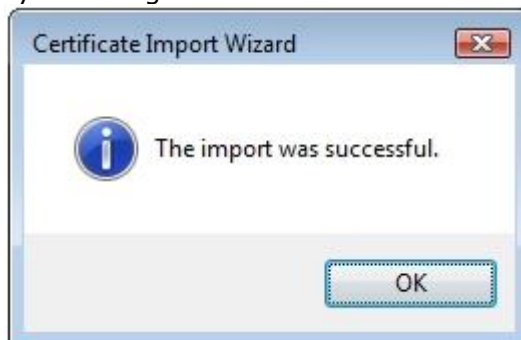 Certificate Import Wizard
The import was successful.
OK